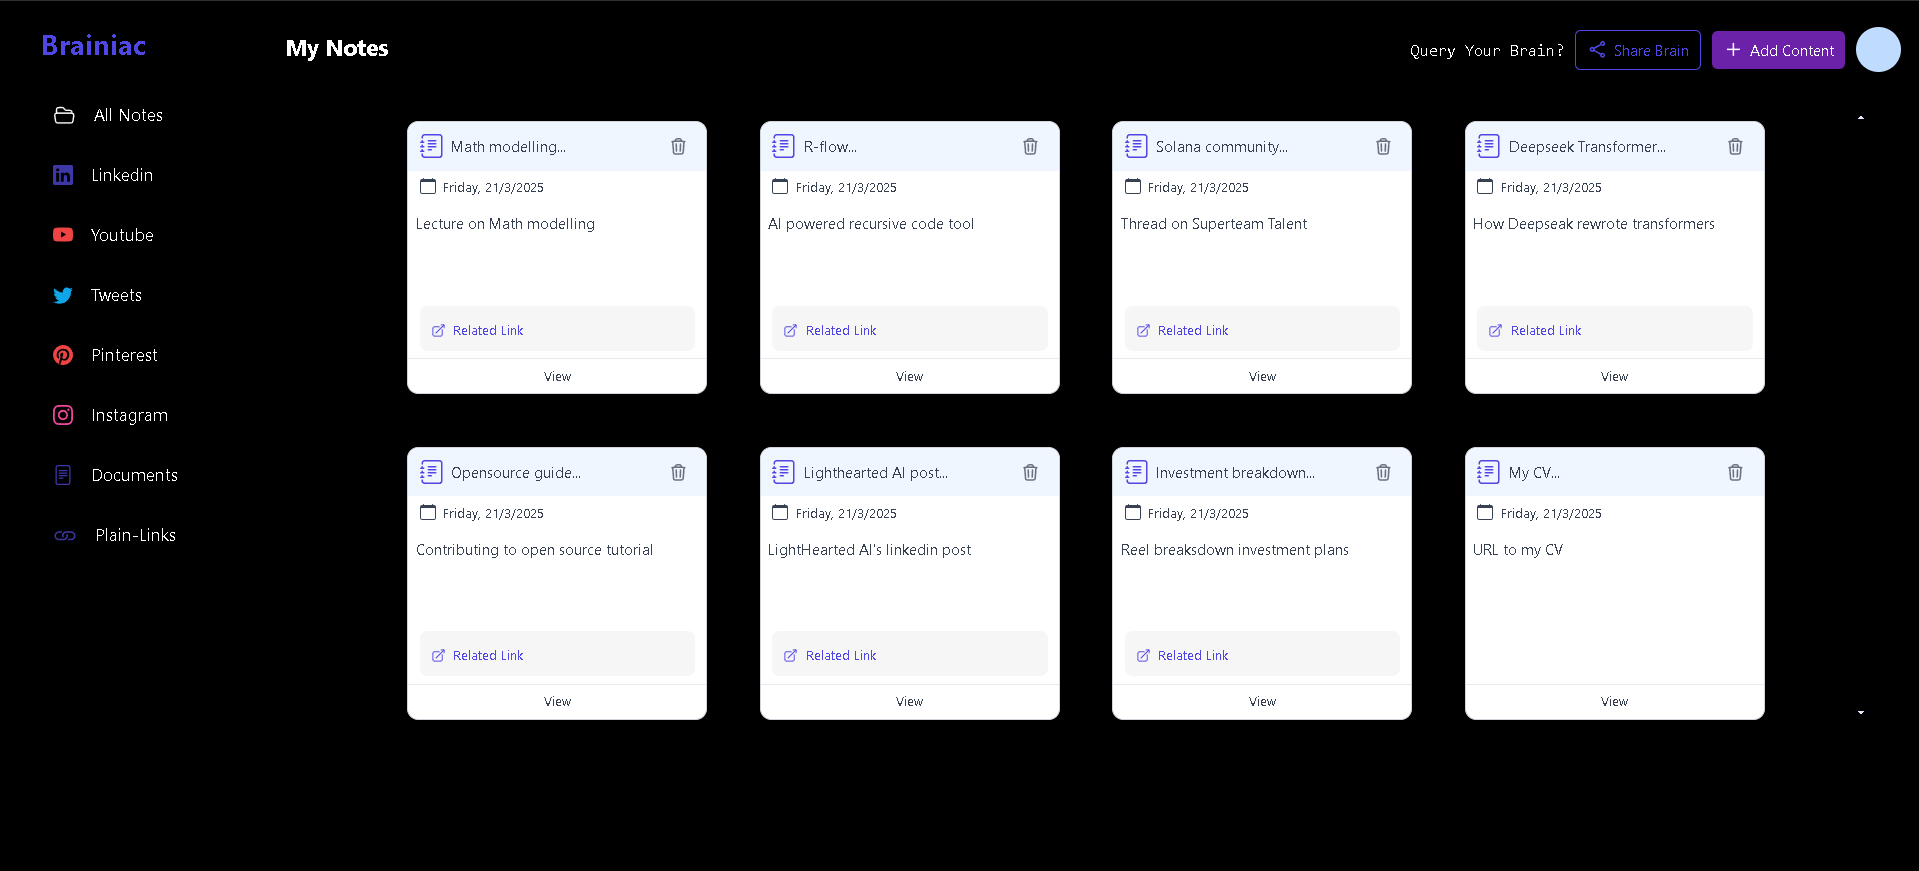 Brainiac
My Notes
Query Your Brain?
Share Brain
Add Content
All Notes
Linkedin
Youtube
Tweets
Pinterest
Instagram
Documents
Plain-Links
Math modelling...
Friday, 21/3/2025
Lecture on Math modelling
Related Link
View
R-flow...
Friday, 21/3/2025
AI powered recursive code tool
Related Link
View
Solana community...
Friday, 21/3/2025
Thread on Superteam Talent
Related Link
View
Deepseek Transformer...
Friday, 21/3/2025
How Deepseak rewrote transformers
Related Link
View
Opensource guide...
Friday, 21/3/2025
Contributing to open source tutorial
Related Link
View
Lighthearted AI post...
Friday, 21/3/2025
LightHearted AI's linkedin post
Related Link
View
Investment breakdown...
Friday, 21/3/2025
Reel breaksdown investment plans
Related Link
View
My CV...
Friday, 21/3/2025
URL to my CV
View